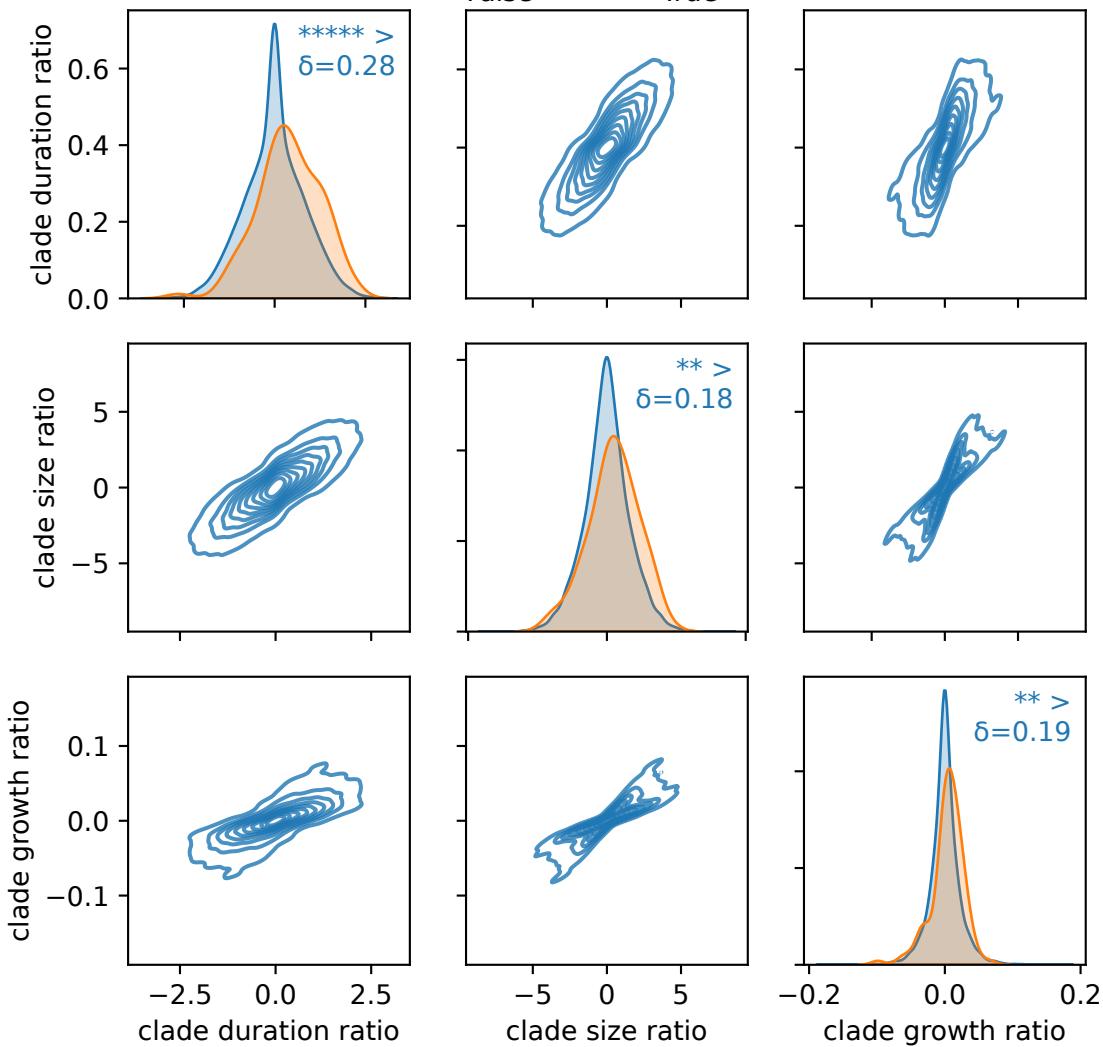 clade duration ratio
0.6
0.4
0.2
0.0
***** >
δ=0.28
clade size ratio
5
0
−5
** >
δ=0.18
clade growth ratio
0.1
0.0
−0.1
** >
δ=0.19
−2.5 0.0 2.5
−5 0 5
−0.2 0.0 0.2
clade duration ratio
clade size ratio
clade growth ratio